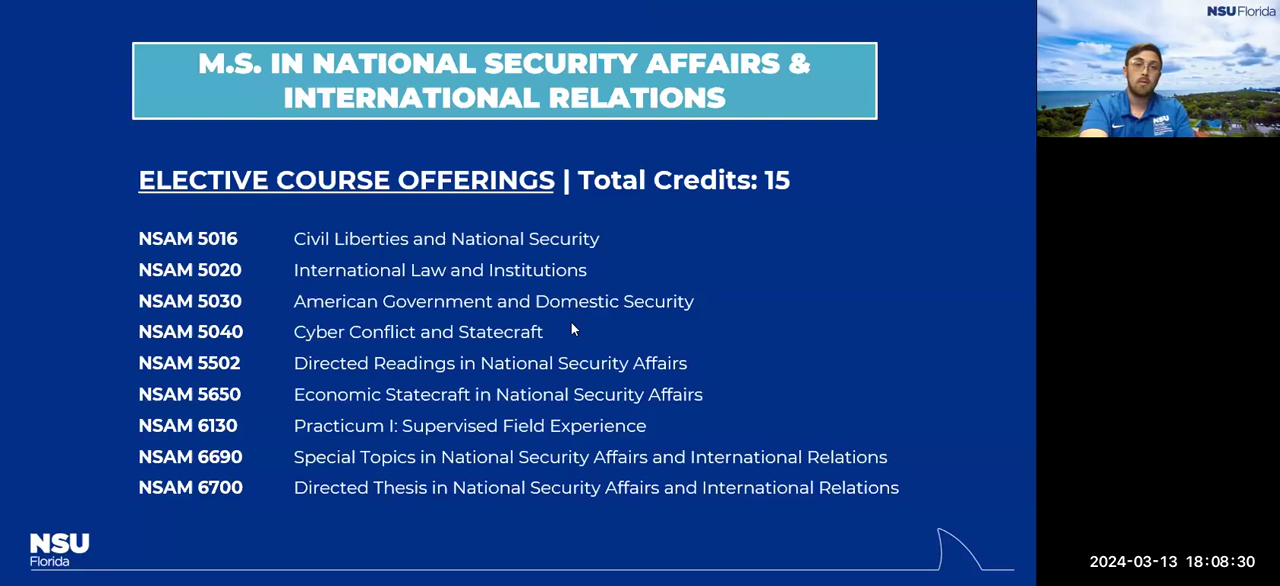 M.S. IN NATIONAL SECURITY AFFAIRS &
INTERNATIONAL RELATIONS
ELECTIVE COURSE OFFERINGS | Total Credits: 15
NSAM 5016 Civil Liberties and National Security
NSAM 5020 International Law and Institutions
NSAM 5030 American Government and Domestic Security
NSAM 5040 Cyber Conflict and Statecraft
NSAM 5502 Directed Readings in National Security Affairs
NSAM 5650 Economic Statecraft in National Security Affairs
NSAM 6130 Practicum I: Supervised Field Experience
NSAM 6690 Special Topics in National Security Affairs and International Relations
NSAM 6700 Directed Thesis in National Security Affairs and International Relations
NSU
Florida
NSU Florida
NSU
2024-03-13 18:08:30